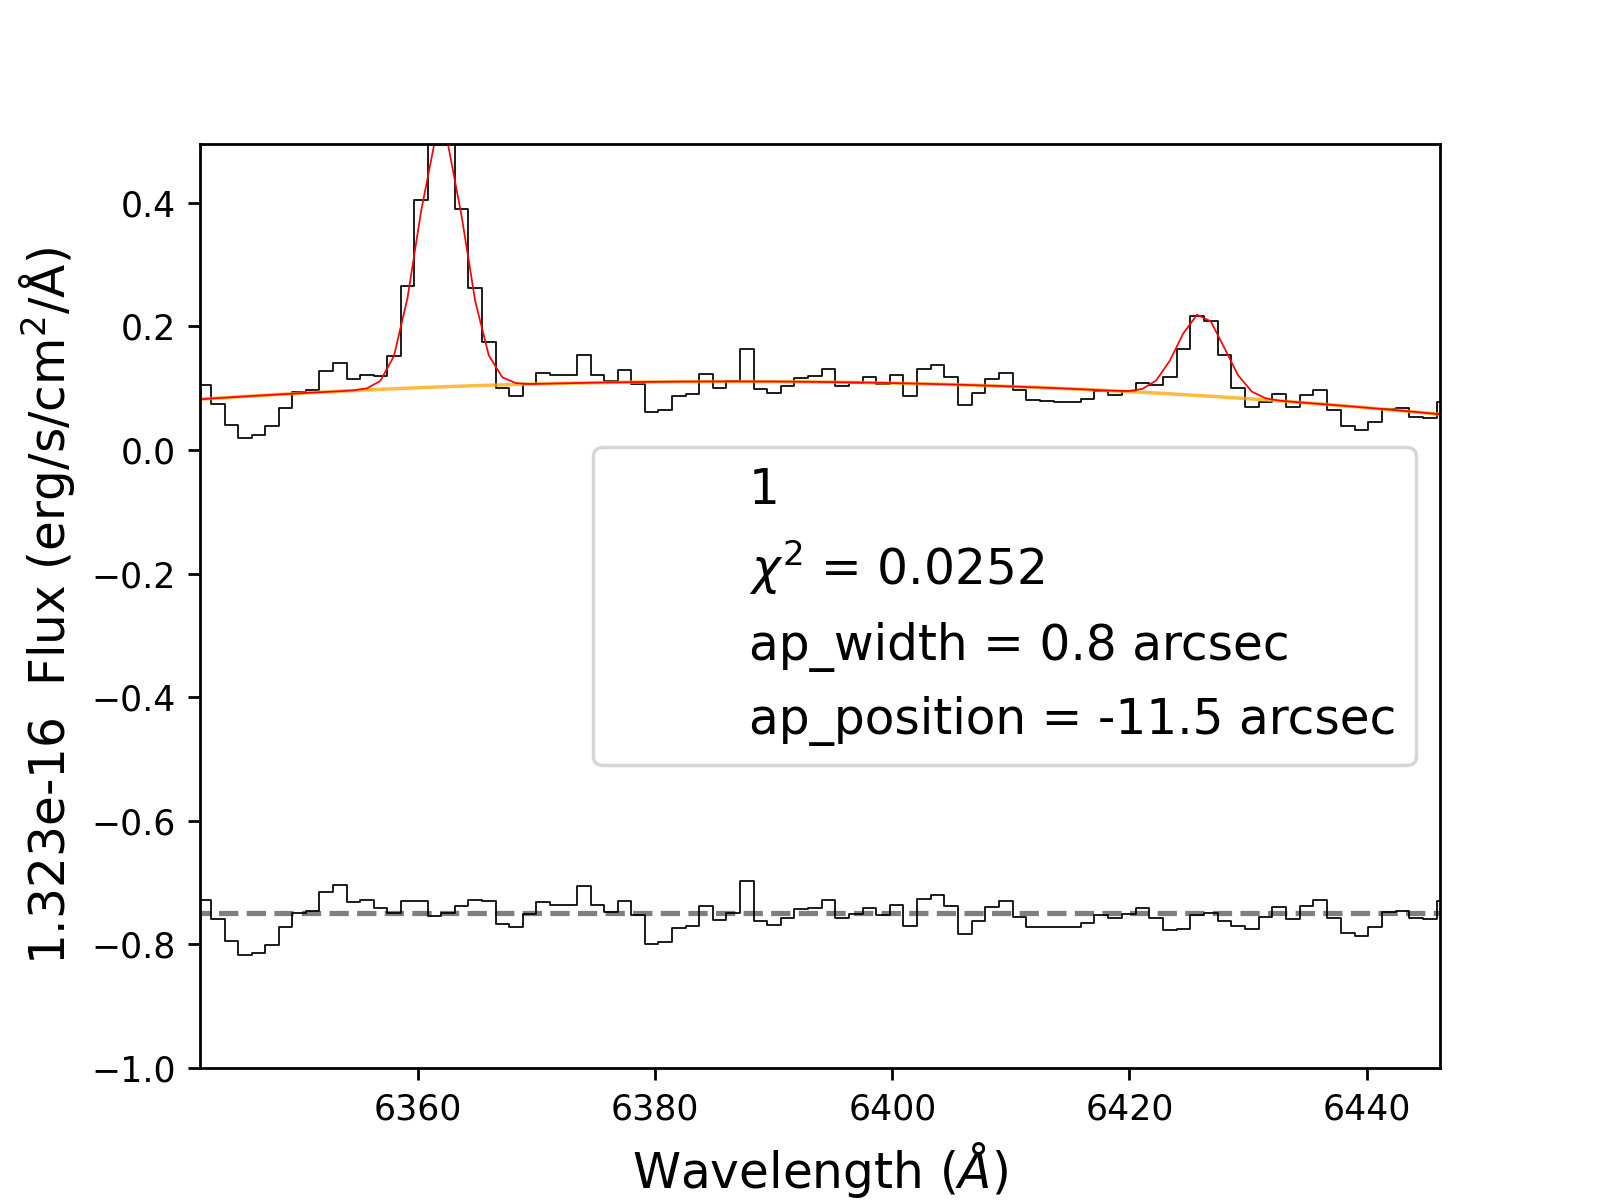 1.323e-16 Flux (erg/s/cm²/Å)
0.4
0.2
0.0
−0.2
−0.4
−0.6
−0.8
−1.0
1
χ² = 0.0252
ap_width = 0.8 arcsec
ap_position = -11.5 arcsec
6360 6380 6400 6420 6440
Wavelength (Å)